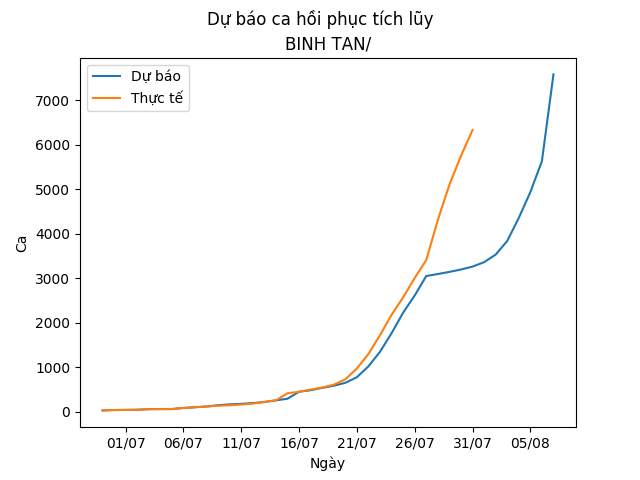 Dự báo ca hồi phục tích lũy
BINH TAN/
Dự báo
Thực tế
7000
6000
5000
4000
3000
2000
1000
0
Ca
01/07 06/07 11/07 16/07 21/07 26/07 31/07 05/08
Ngày